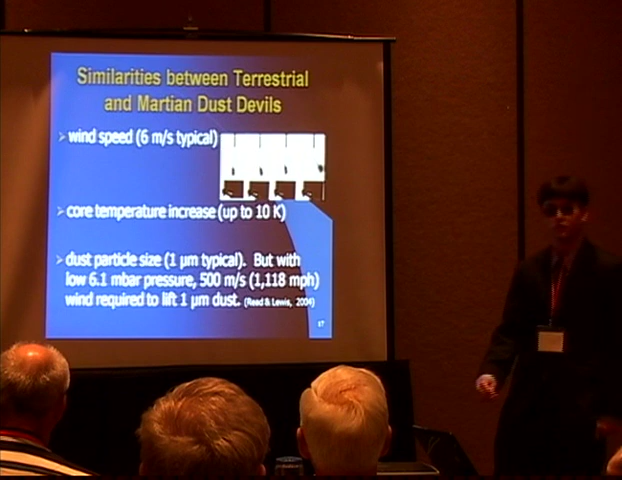 Similarities between Terrestrial
and Martian Dust Devils
➢ wind speed (6 m/s typical)
➢ core temperature increase (up to 10 K)
➢ dust particle size (1 µm typical). But with
low 6.1 mbar pressure, 500 m/s (1,118 mph)
wind required to lift 1 µm dust. (Read & Lewis, 2004)
17